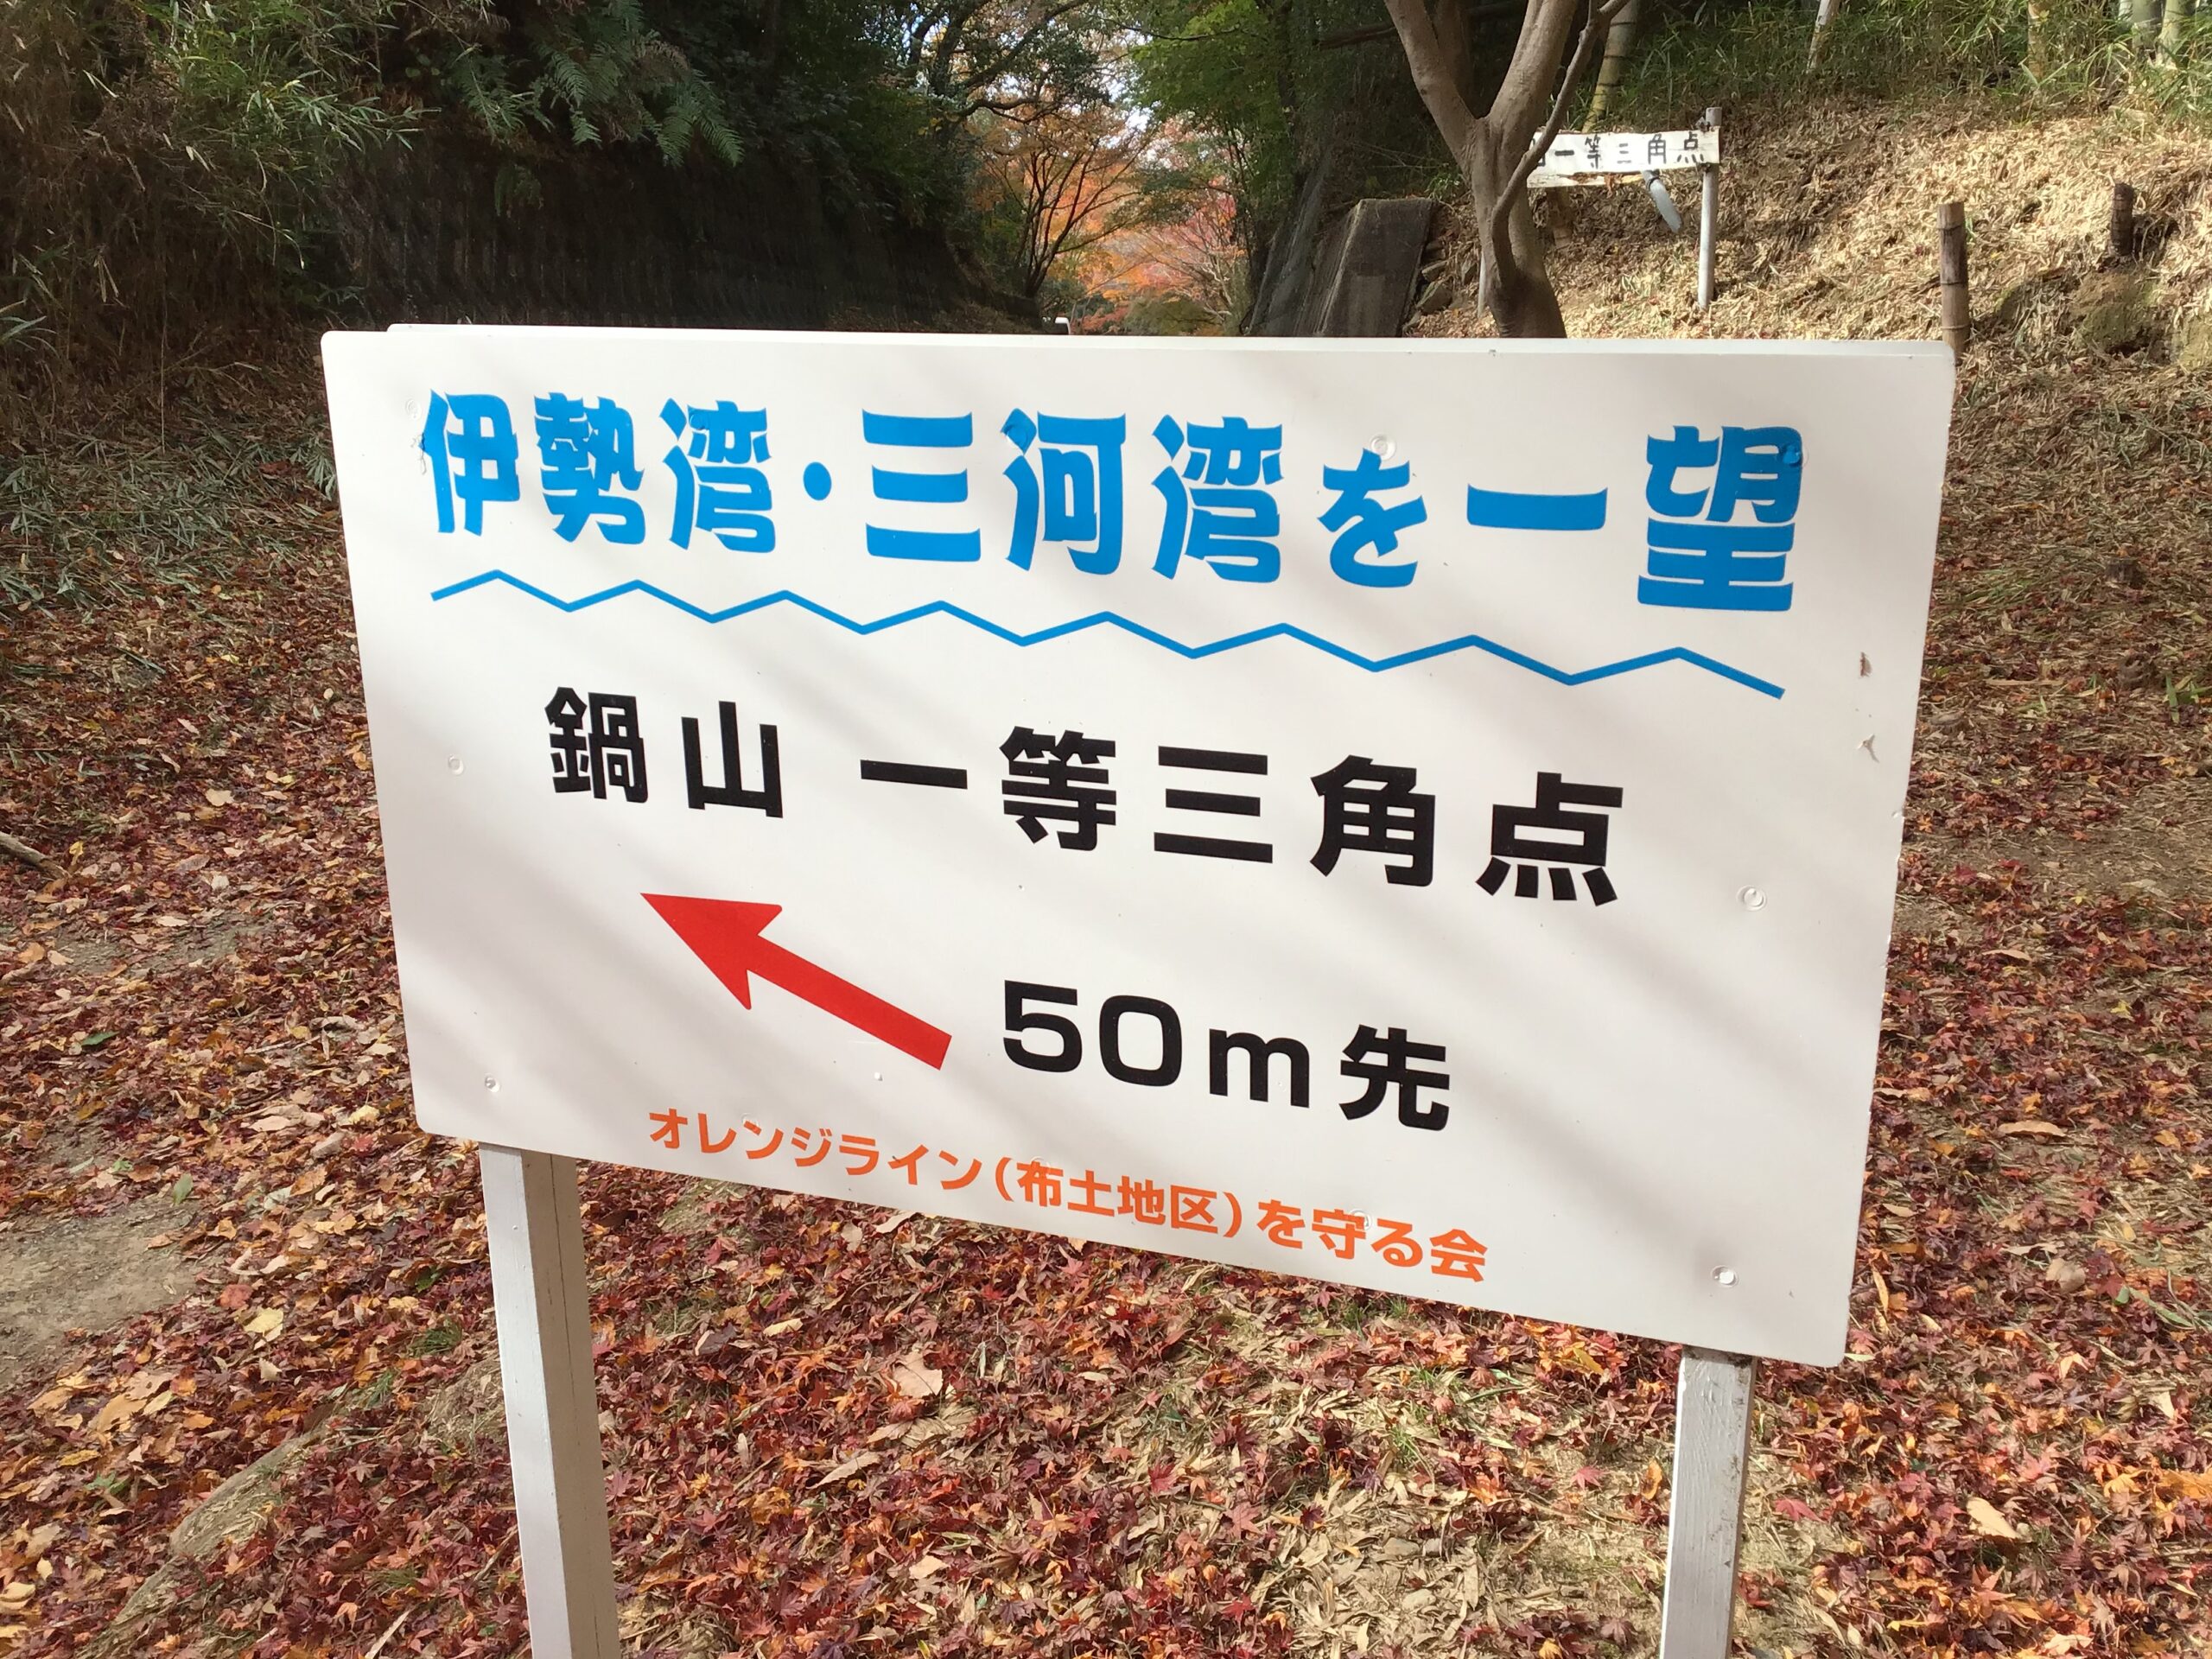 一等三角点
伊勢湾・三河湾を一望
鍋山 一等三角点
50m先
オレンジライン(布土地区)を守る会